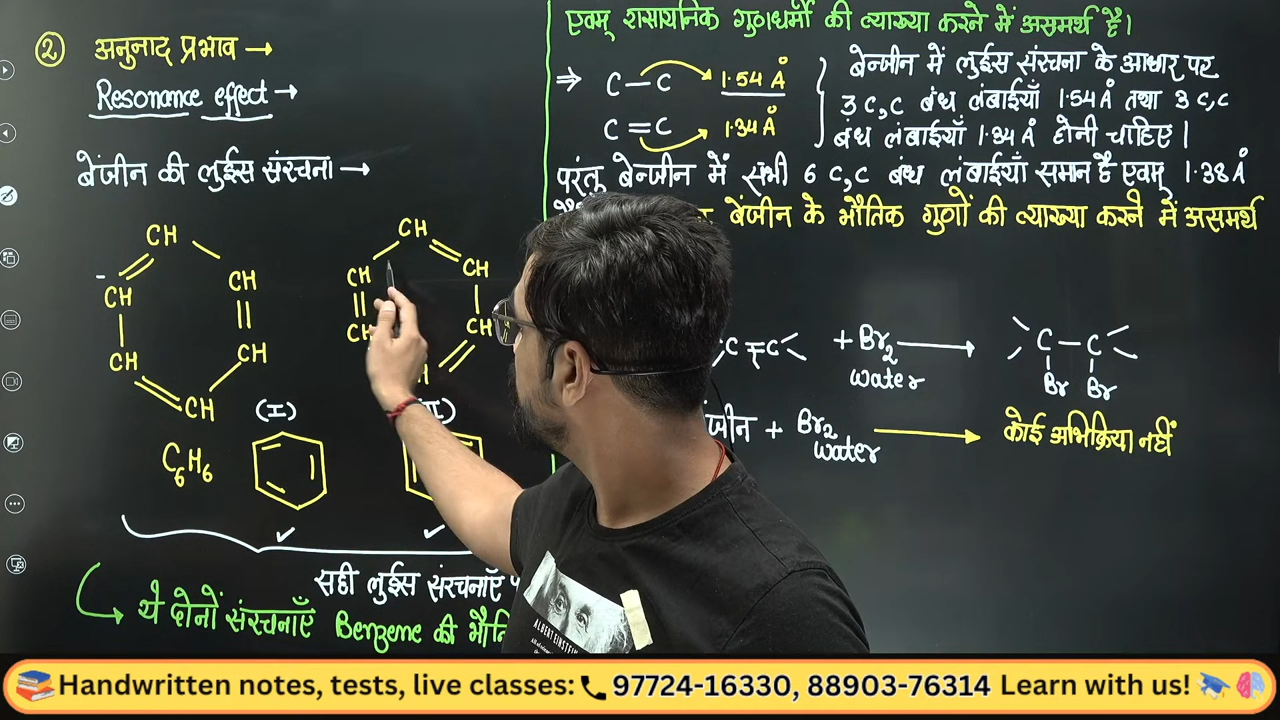 ② अनुनाद प्रभाव →
Resonance effect →
बेंजीन की लुईस संरचना →
CH
CH
CH
CH
CH
CH
(I)
C6H6
CH
CH
CH
CH
CH
H
(II)
सही लुईस संरचनाएँ
ये दोनों संरचनाएँ Benzene की
एवम् रासायनिक गुणधर्मो की व्याख्या करने में असमर्थ है।
⇒ C—C 1.54 Å
C=C 1.34 Å
बेन्जीन में लुईस संरचना के आधार पर
3 C,C बंध लंबाईयाँ 1.54 Å तथा 3 C,C
बंध लंबाईयाँ 1.34 Å होनी चाहिए।
परंतु बेन्जीन में सभी 6 C,C बंध लंबाईयाँ समान है एवम् 1.38 Å
बेंजीन के भौतिक गुणों की व्याख्या करने में असमर्थ
C=C + Br2 → C—C
water Br Br
+ Br2 → कोई अभिक्रिया नहीं
water
ALBERT EINSTEIN
Handwritten notes, tests, live classes: 97724-16330, 88903-76314 Learn with us!